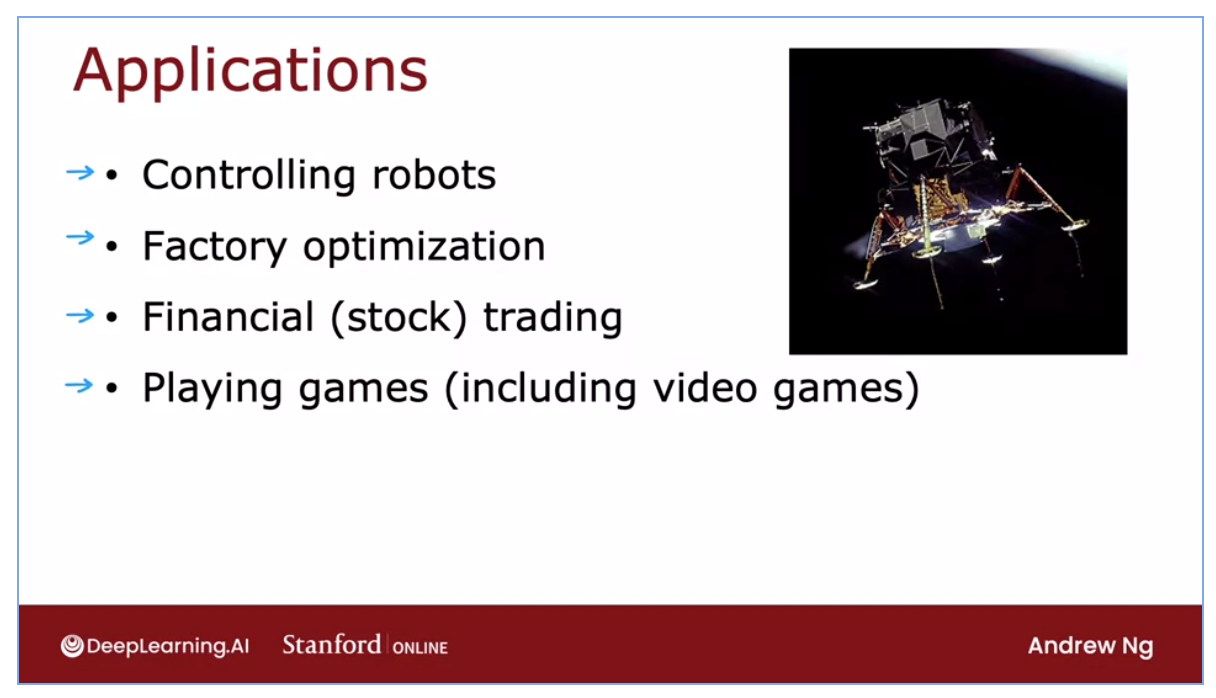 Applications
→ • Controlling robots
→ • Factory optimization
→ • Financial (stock) trading
→ • Playing games (including video games)
DeepLearning.AI Stanford | ONLINE Andrew Ng